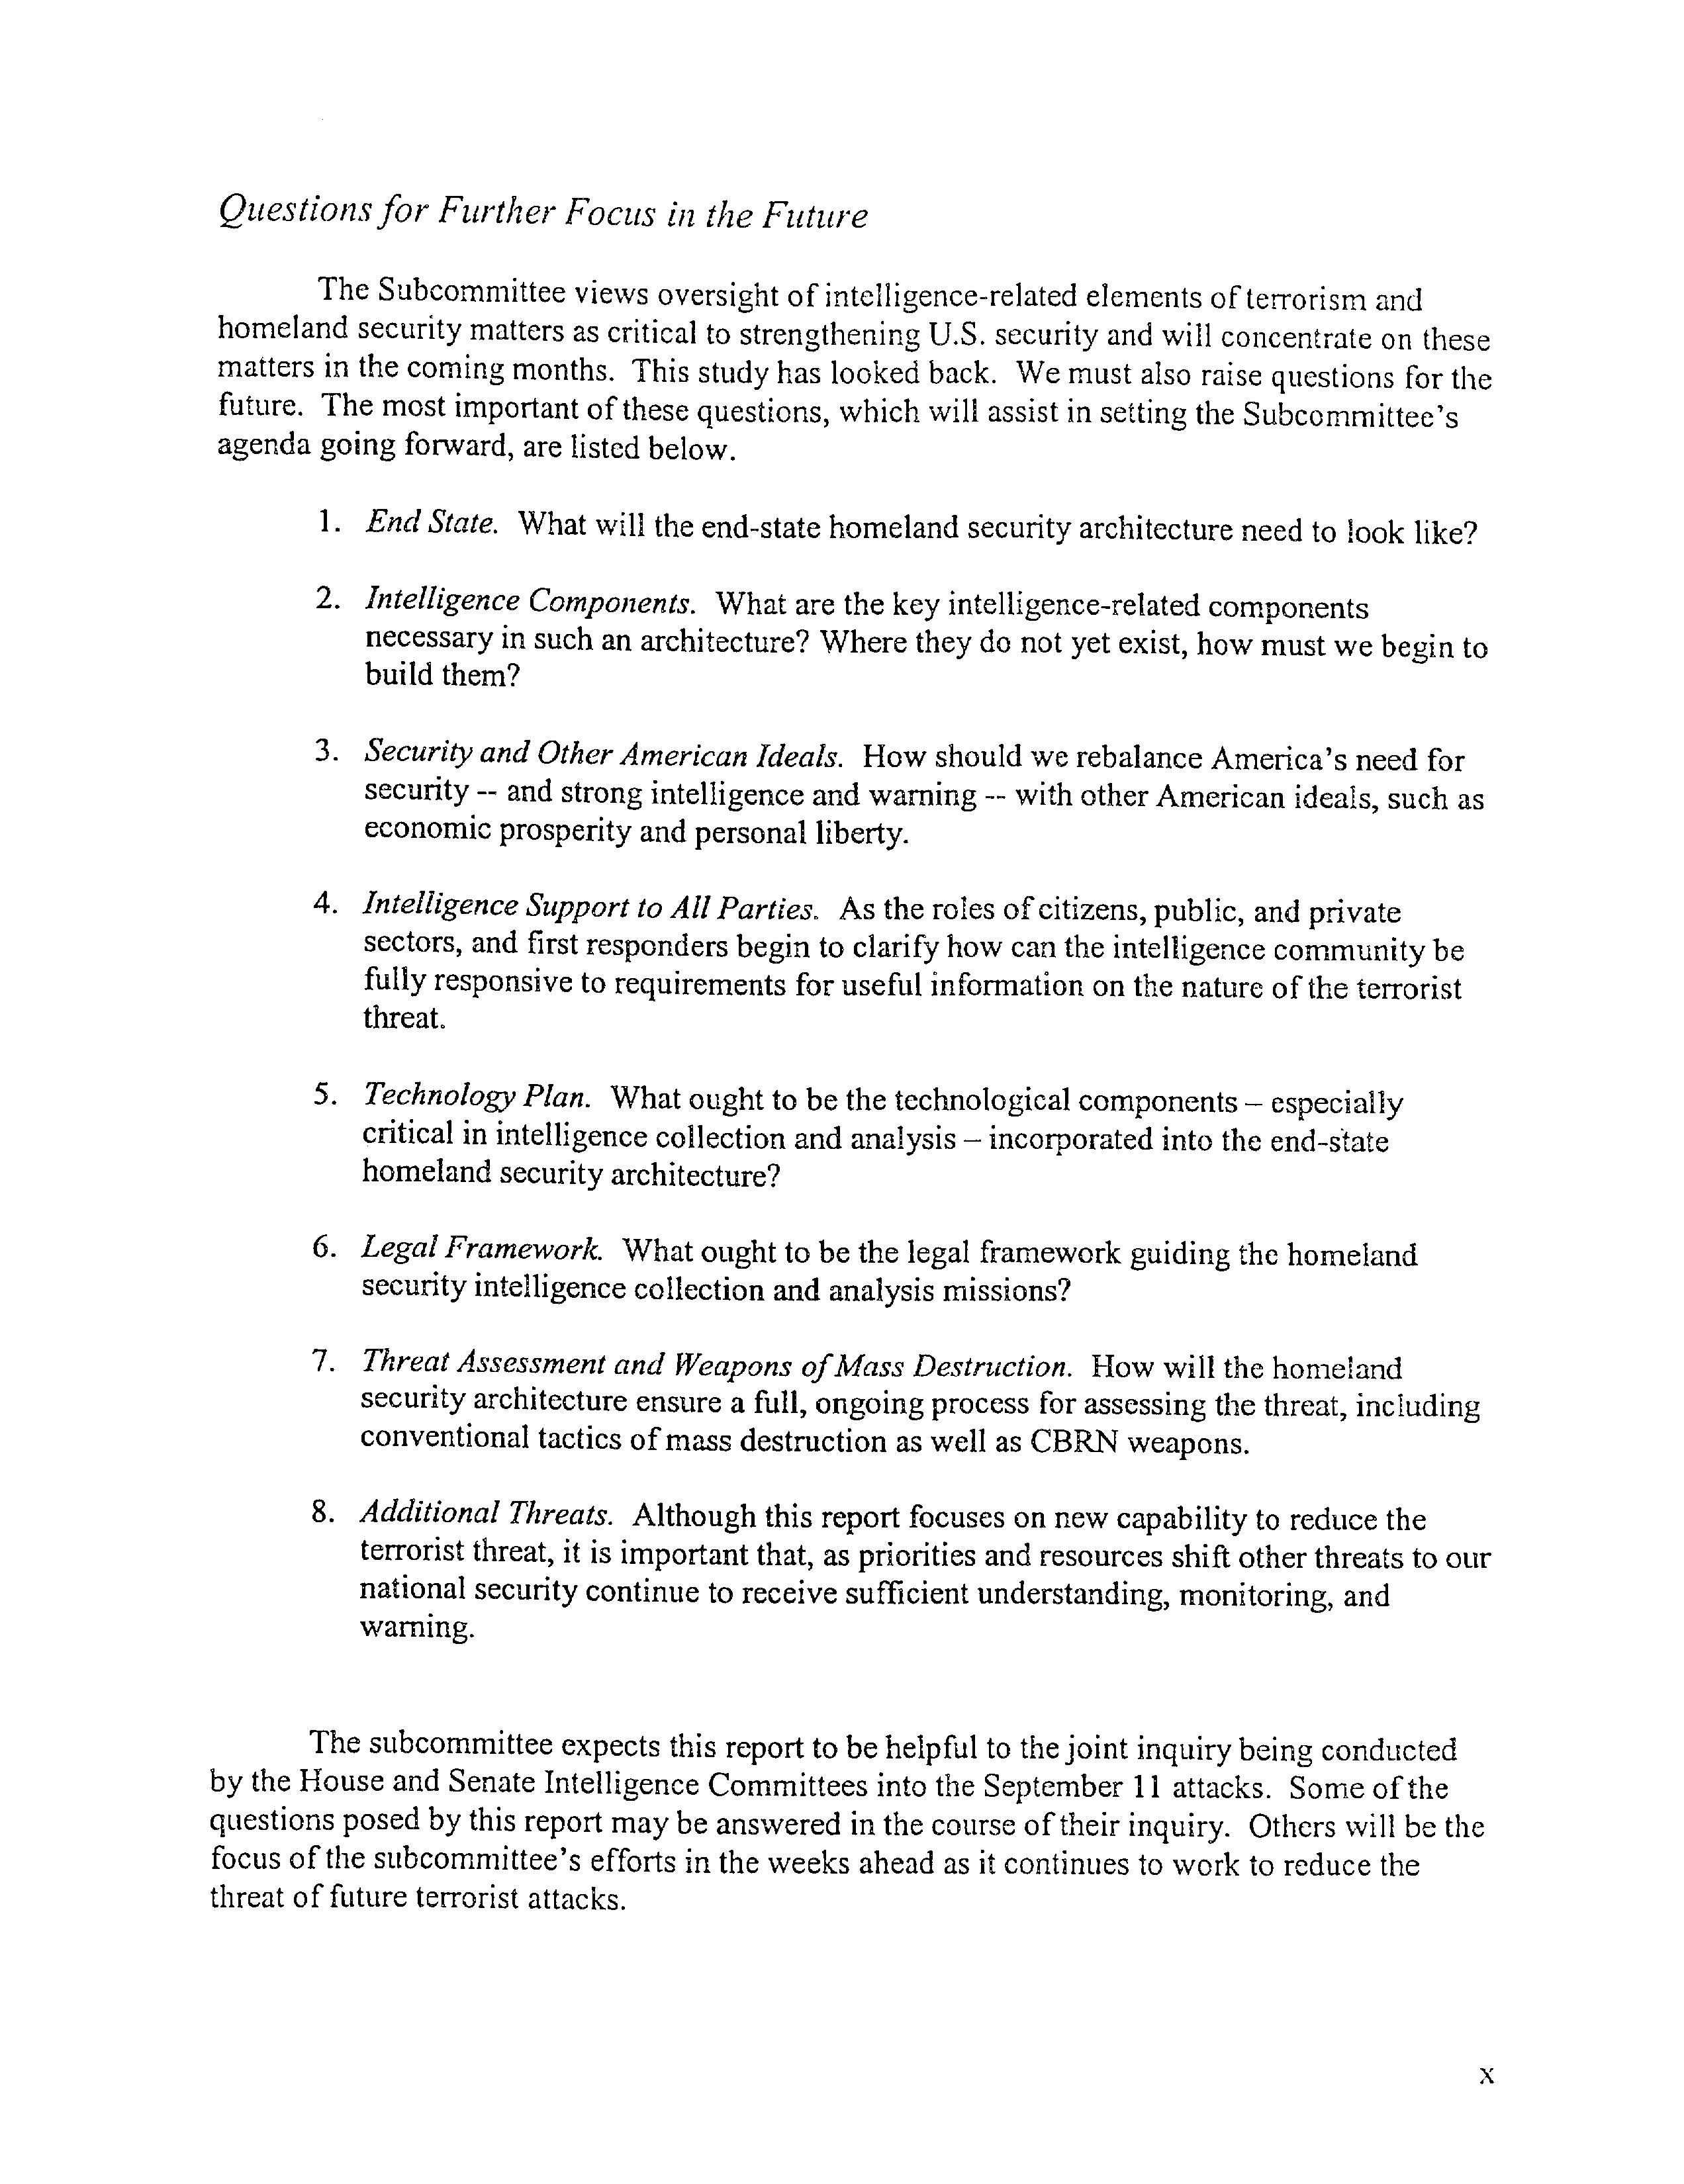 Questions for Further Focus in the Future
The Subcommittee views oversight of intelligence-related elements of terrorism and
homeland security matters as critical to strengthening U.S. security and will concentrate on these
matters in the coming months. This study has looked back. We must also raise questions for the
future. The most important of these questions, which will assist in setting the Subcommittee's
agenda going forward, are listed below.
1. End State. What will the end-state homeland security architecture need to look like?
2. Intelligence Components. What are the key intelligence-related components
necessary in such an architecture? Where they do not yet exist, how must we begin to
build them?
3. Security and Other American Ideals. How should we rebalance America's need for
security -- and strong intelligence and warning -- with other American ideals, such as
economic prosperity and personal liberty.
4. Intelligence Support to All Parties. As the roles of citizens, public, and private
sectors, and first responders begin to clarify how can the intelligence community be
fully responsive to requirements for useful information on the nature of the terrorist
threat.
5. Technology Plan. What ought to be the technological components – especially
critical in intelligence collection and analysis – incorporated into the end-state
homeland security architecture?
6. Legal Framework. What ought to be the legal framework guiding the homeland
security intelligence collection and analysis missions?
7. Threat Assessment and Weapons of Mass Destruction. How will the homeland
security architecture ensure a full, ongoing process for assessing the threat, including
conventional tactics of mass destruction as well as CBRN weapons.
8. Additional Threats. Although this report focuses on new capability to reduce the
terrorist threat, it is important that, as priorities and resources shift other threats to our
national security continue to receive sufficient understanding, monitoring, and
warning.
The subcommittee expects this report to be helpful to the joint inquiry being conducted
by the House and Senate Intelligence Committees into the September 11 attacks. Some of the
questions posed by this report may be answered in the course of their inquiry. Others will be the
focus of the subcommittee's efforts in the weeks ahead as it continues to work to reduce the
threat of future terrorist attacks.
x